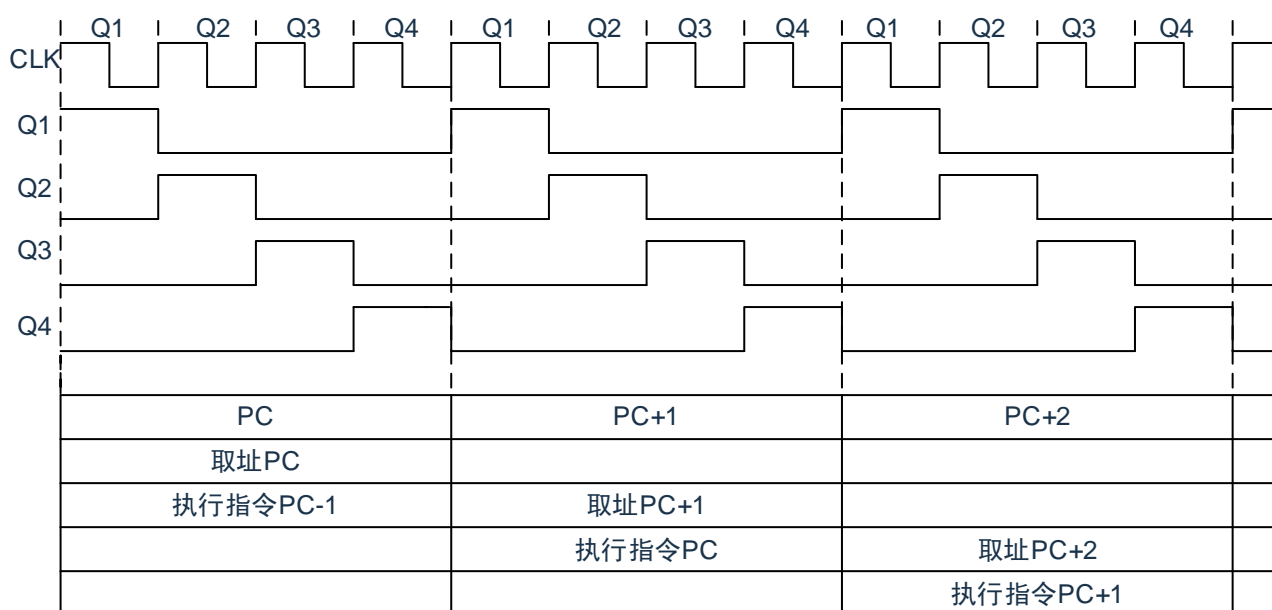 Q1 Q2 Q3 Q4 Q1 Q2 Q3 Q4 Q1 Q2 Q3 Q4
CLK
Q1
Q2
Q3
Q4
PC PC+1 PC+2
取址PC
执行指令PC-1 取址PC+1
执行指令PC 取址PC+2
执行指令PC+1